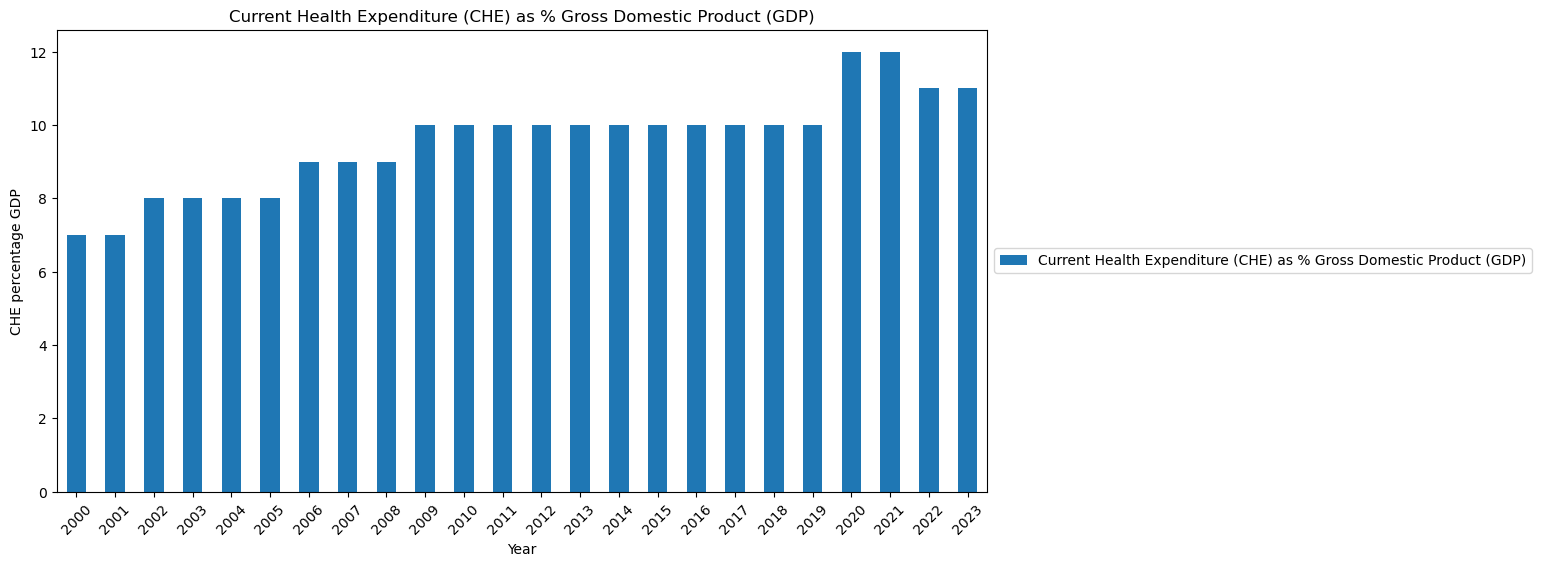 Current Health Expenditure (CHE) as % Gross Domestic Product (GDP)
CHE percentage GDP
12
10
8
6
4
2
0
2000 2001 2002 2003 2004 2005 2006 2007 2008 2009 2010 2011 2012 2013 2014 2015 2016 2017 2018 2019 2020 2021 2022 2023
Year
Current Health Expenditure (CHE) as % Gross Domestic Product (GDP)